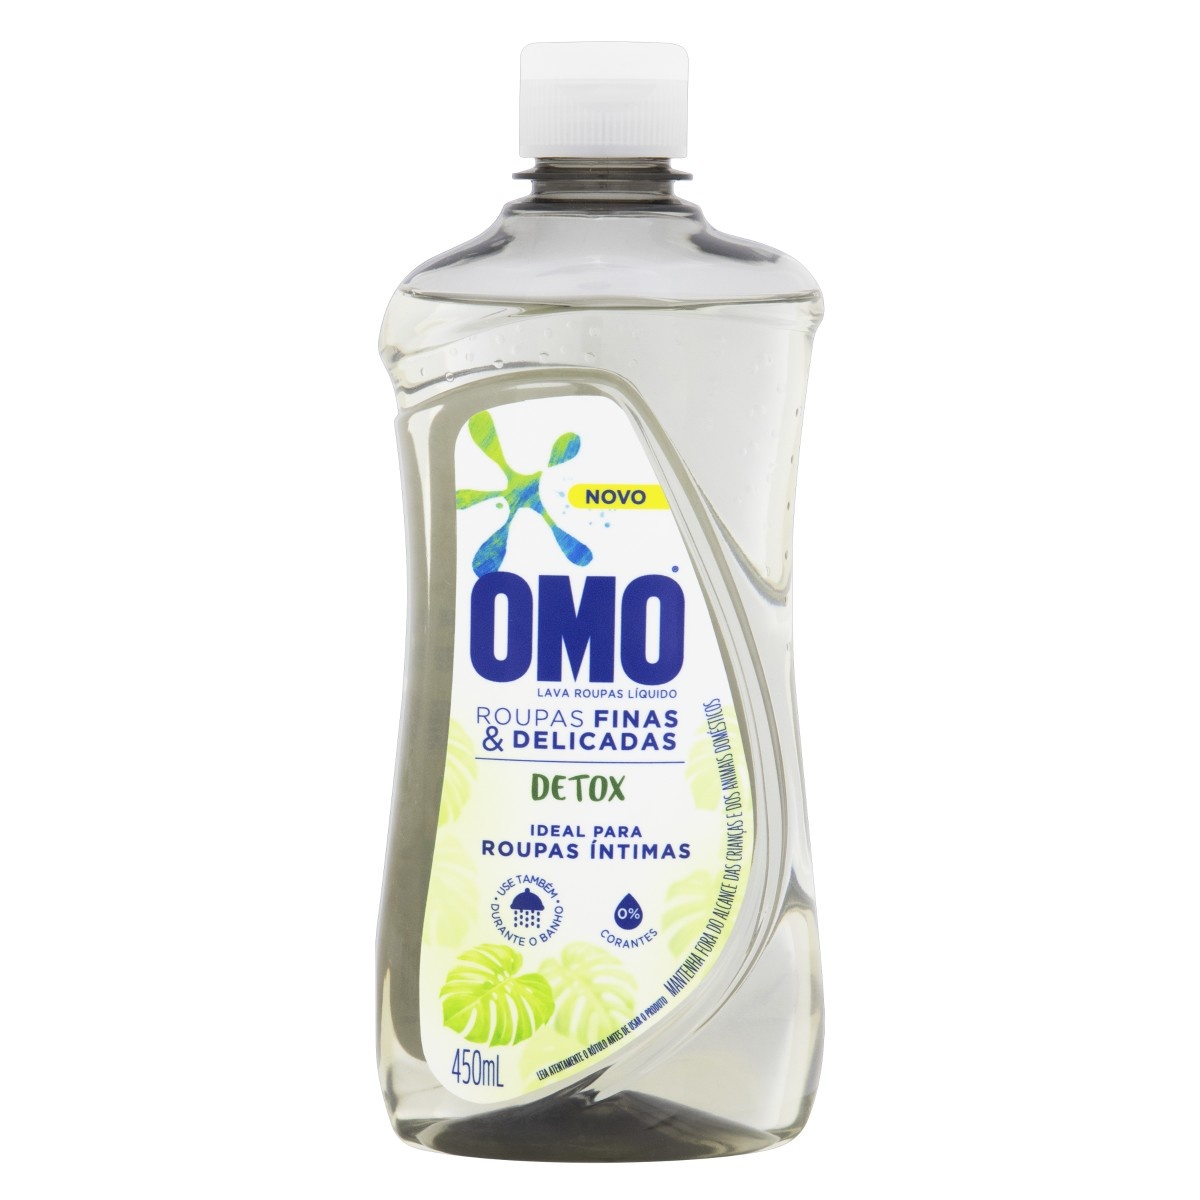 NOVO
OMO
LAVA ROUPAS LÍQUIDO
ROUPAS FINAS
& DELICADAS
DETOX
IDEAL PARA
ROUPAS ÍNTIMAS
• USE TAMBÉM •
DURANTE O BANHO
0%
CORANTES
450mL
LEIA ATENTAMENTE O RÓTULO ANTES DE USAR O PRODUTO
MANTENHA FORA DO ALCANCE DAS CRIANÇAS E DOS ANIMAIS DOMÉSTICOS